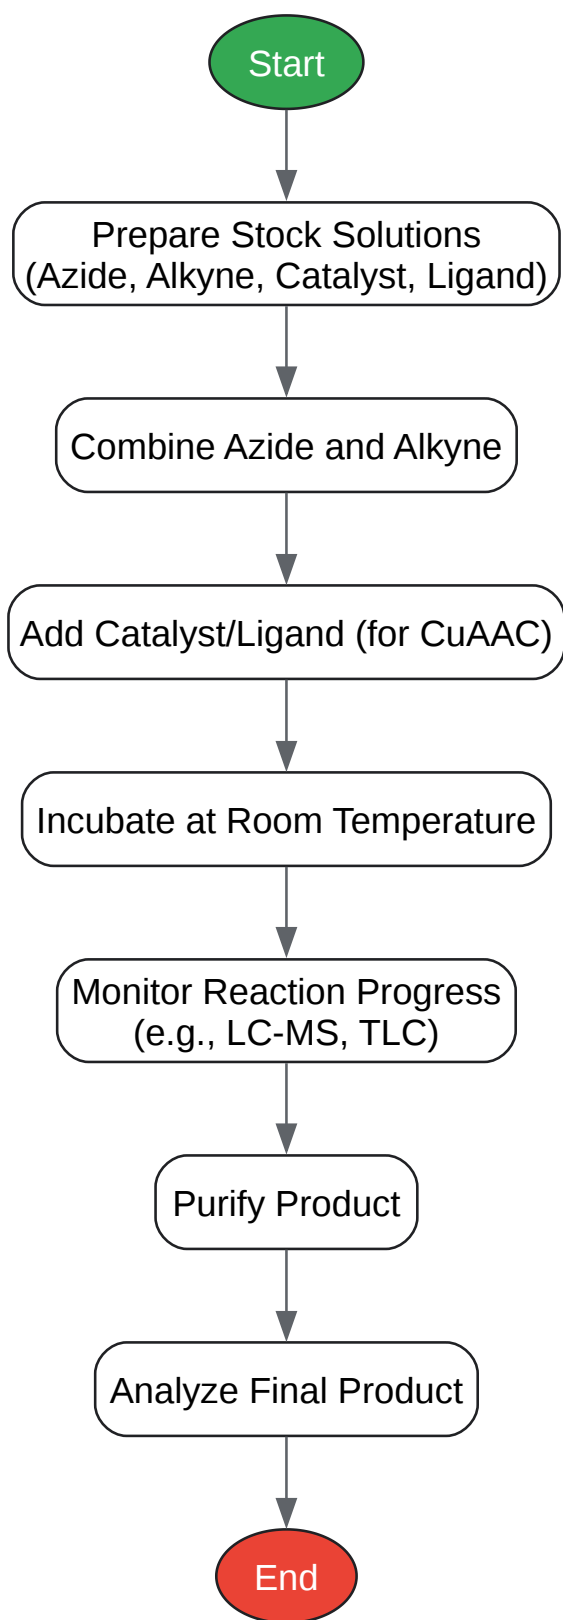 Start
Prepare Stock Solutions
(Azide, Alkyne, Catalyst, Ligand)
Combine Azide and Alkyne
Add Catalyst/Ligand (for CuAAC)
Incubate at Room Temperature
Monitor Reaction Progress
(e.g., LC-MS, TLC)
Purify Product
Analyze Final Product
End